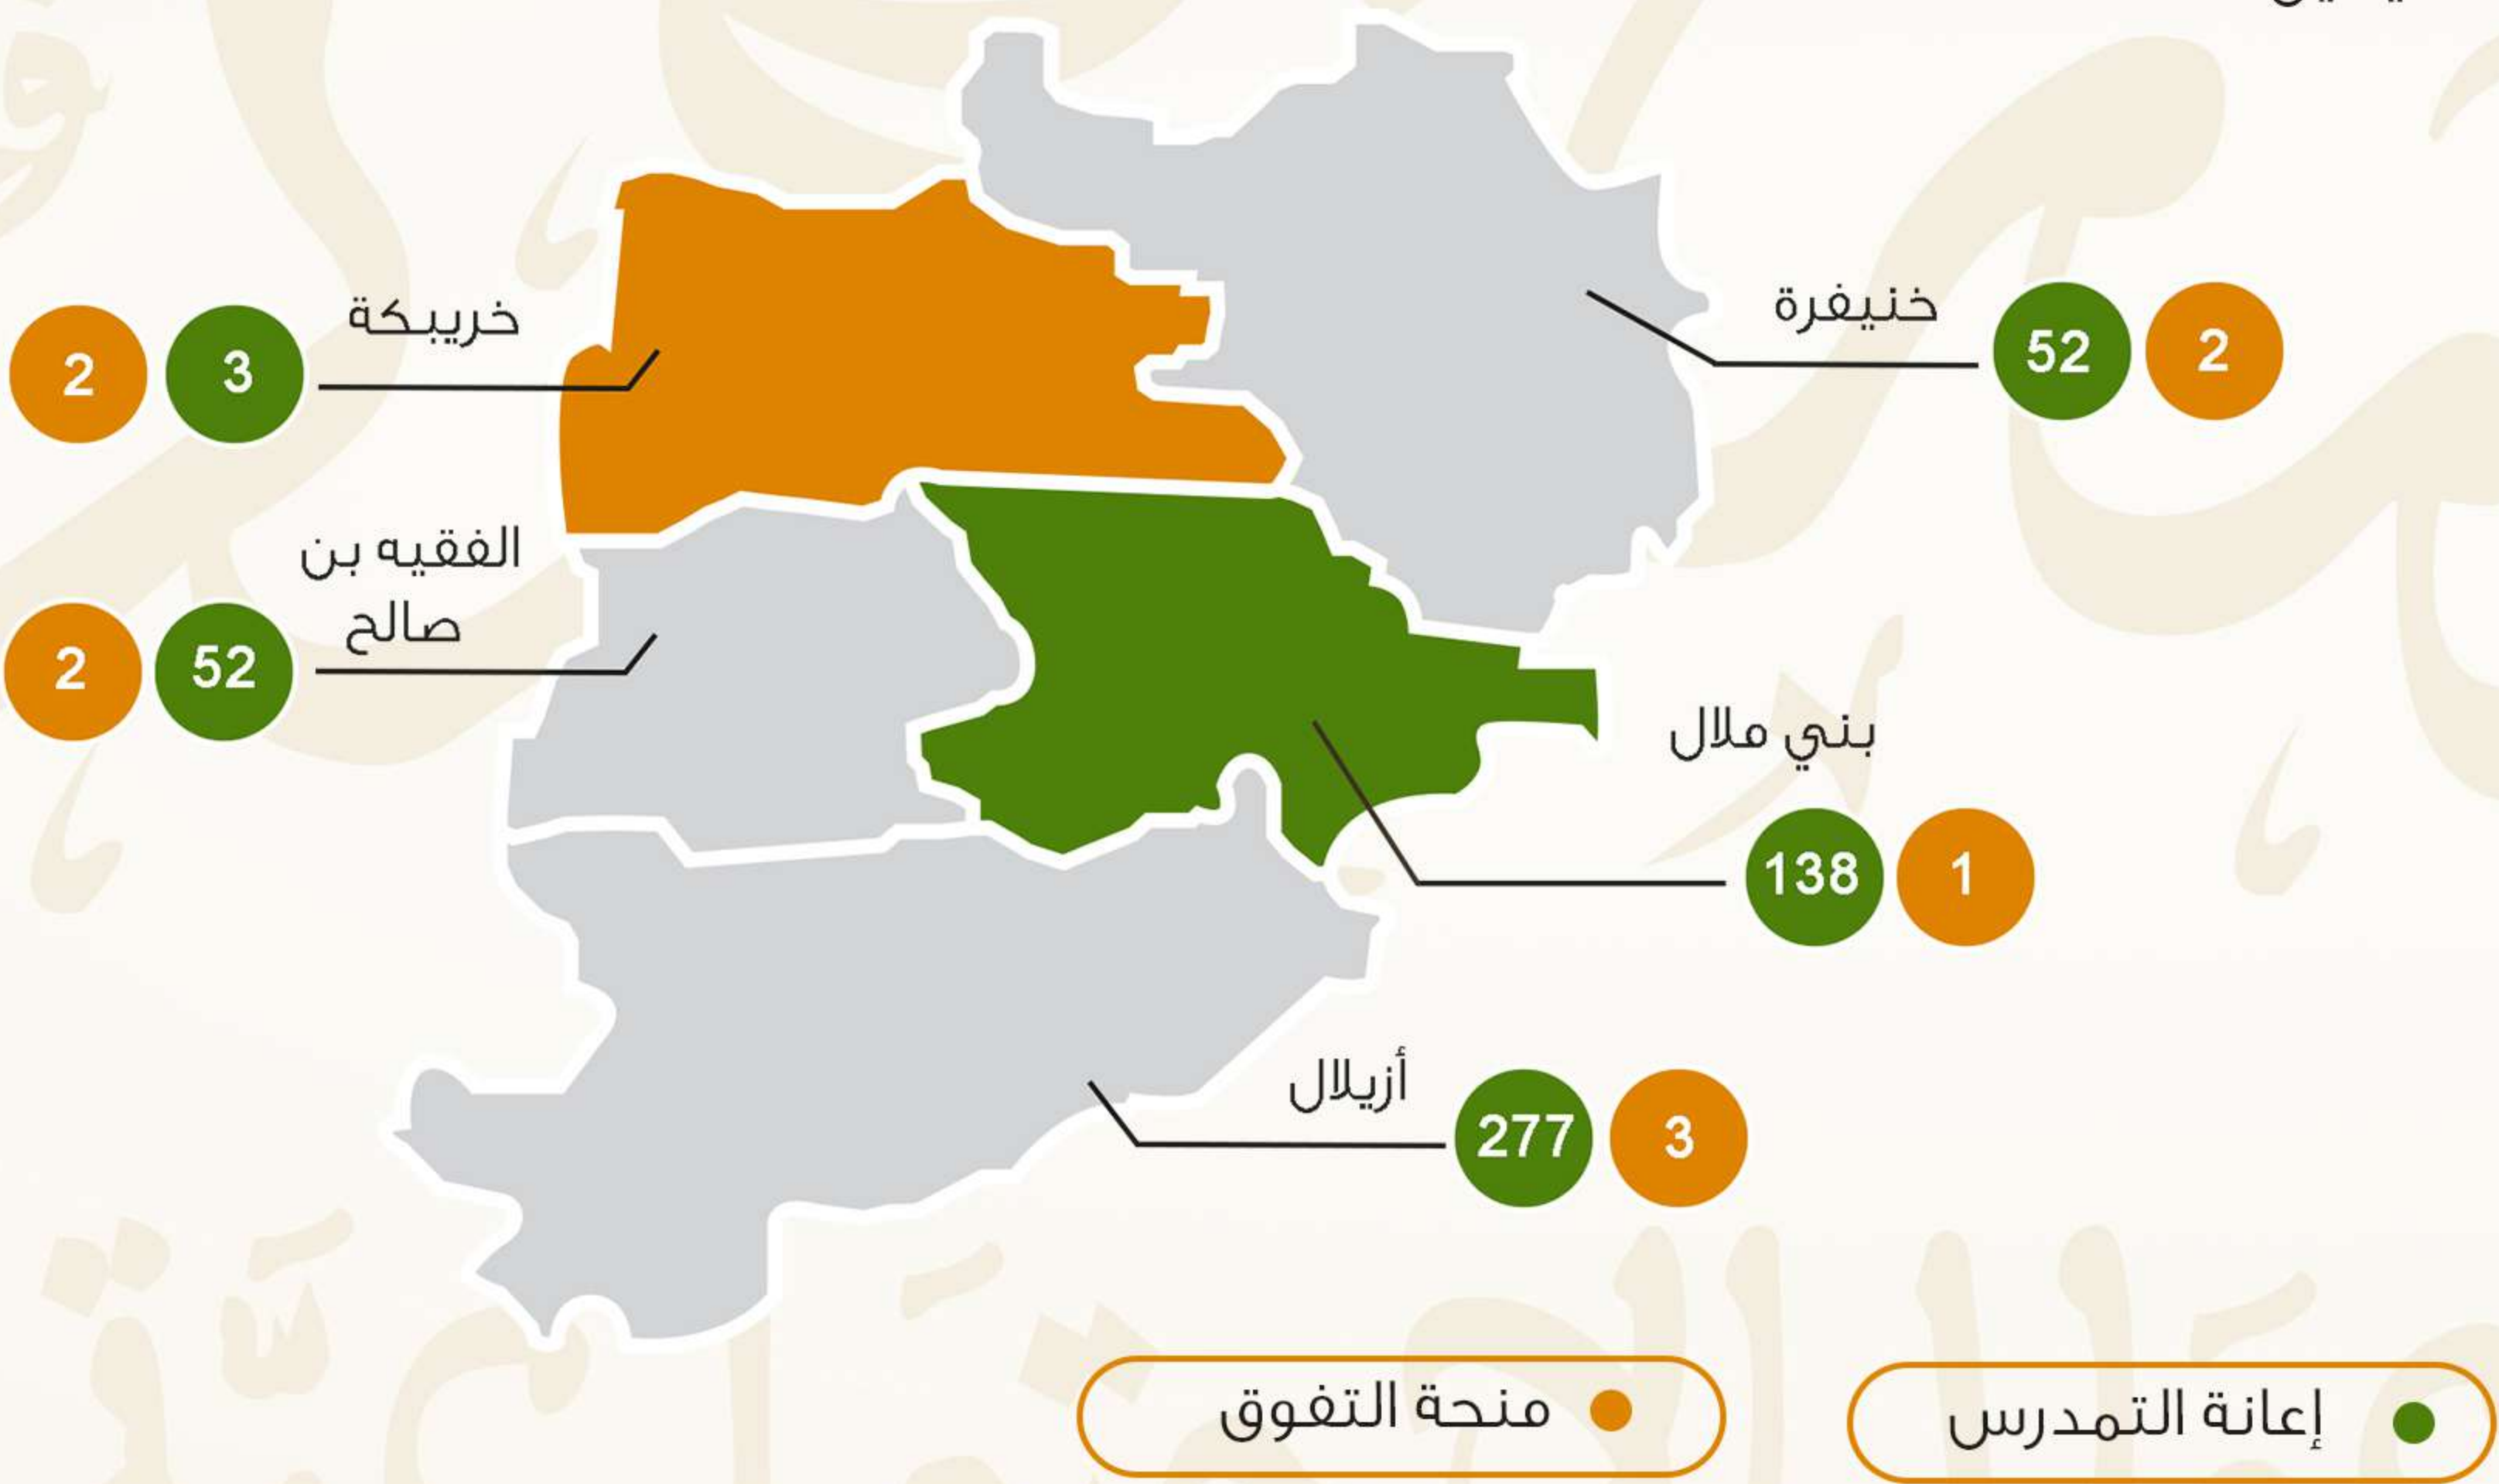 خنيفرة
52 2
خريبكة
2 3
الفقيه بن
صالح
2 52
بني ملال
138 1
أزيلال
277 3
إعانة التمدرس
منحة التفوق